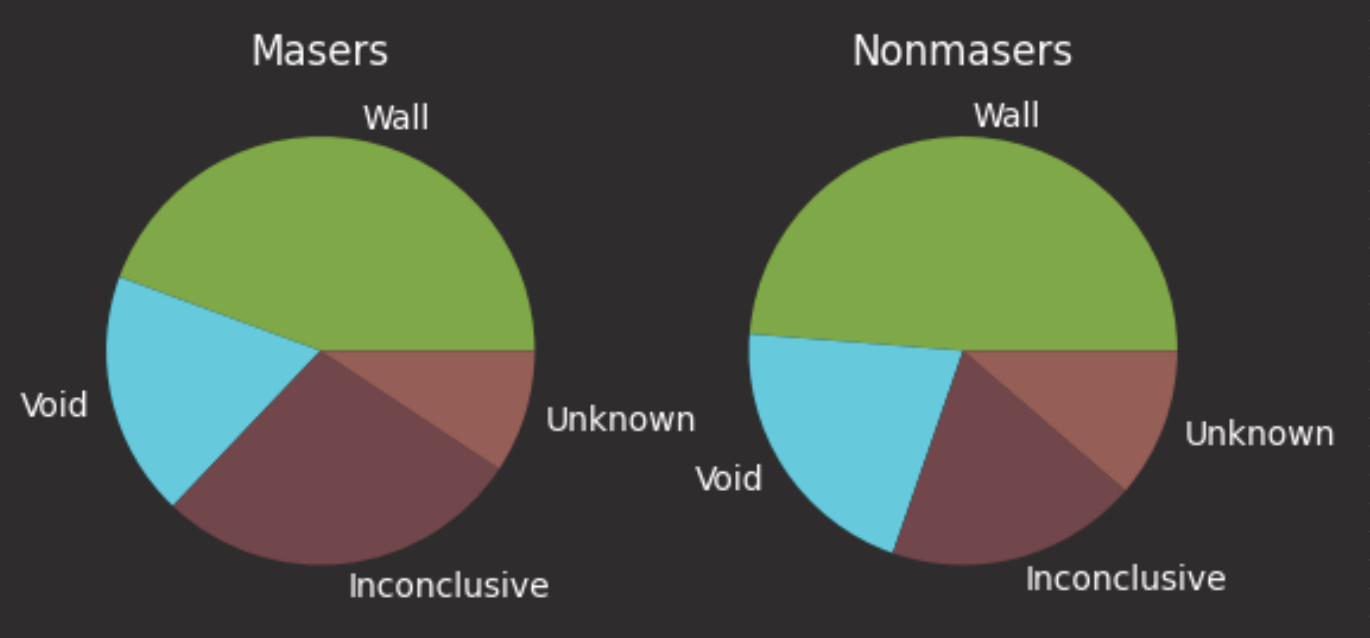 Masers
Wall
Void
Unknown
Inconclusive
Nonmasers
Wall
Void
Unknown
Inconclusive